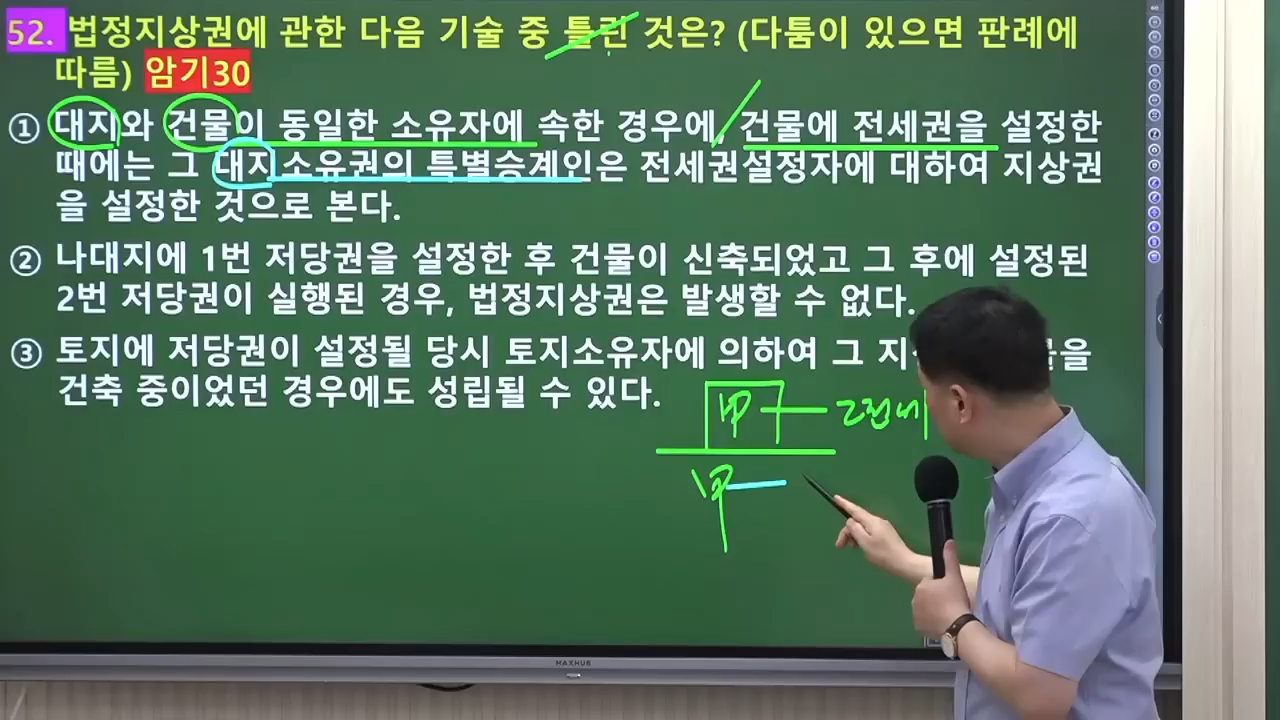 52. 법정지상권에 관한 다음 기술 중 틀린 것은? (다툼이 있으면 판례에
따름) 암기30
① 대지와 건물이 동일한 소유자에 속한 경우에, 건물에 전세권을 설정한
때에는 그 대지소유권의 특별승계인은 전세권설정자에 대하여 지상권
을 설정한 것으로 본다.
② 나대지에 1번 저당권을 설정한 후 건물이 신축되었고 그 후에 설정된
2번 저당권이 실행된 경우, 법정지상권은 발생할 수 없다.
③ 토지에 저당권이 설정될 당시 토지소유자에 의하여 그 을
건축 중이었던 경우에도 성립될 수 있다.
甲 乙전세
甲
MAXHUB